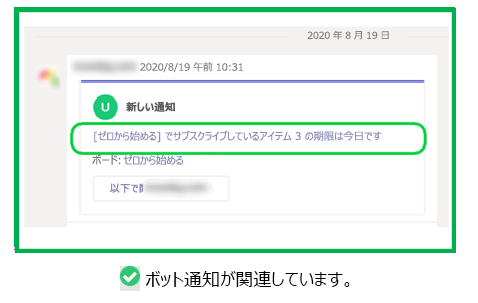 2020 年 8 月 19 日
2020/8/19 午前 10:31
U 新しい通知
[ゼロから始める] でサブスクライブしているアイテム 3 の期限は今日です
ボード: ゼロから始める
以下で
ボット通知が関連しています。